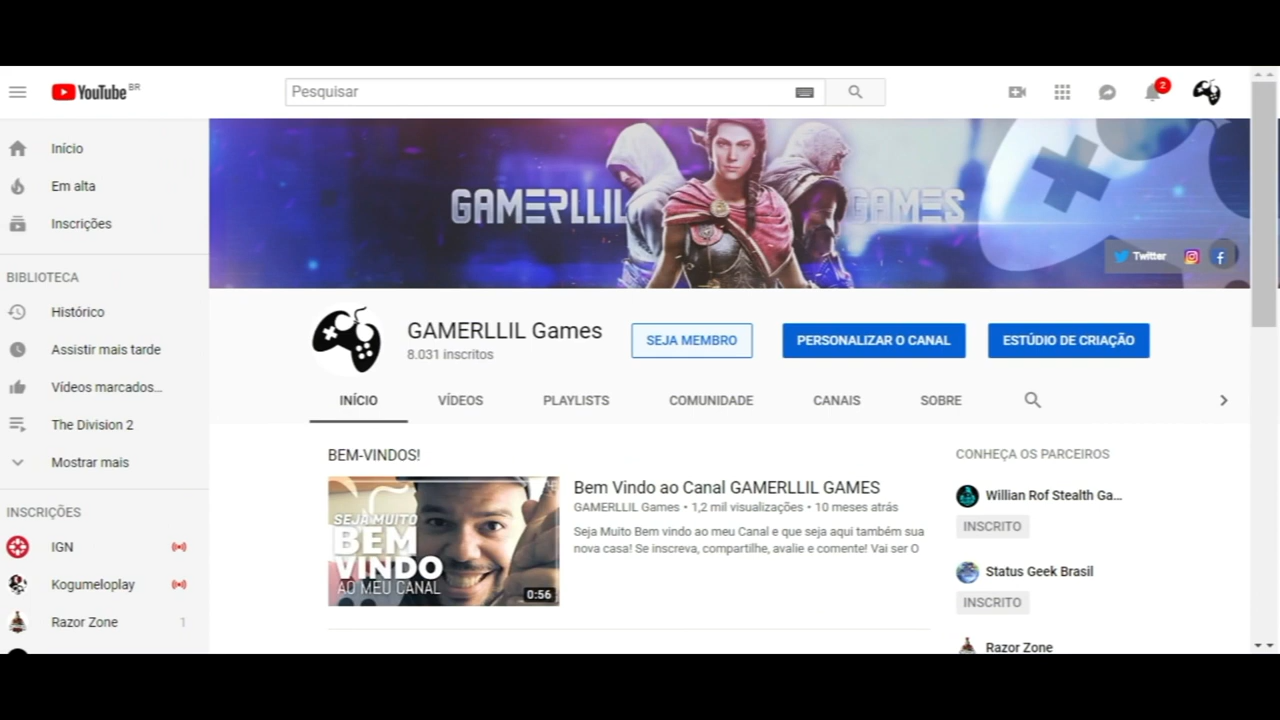 YouTube BR
Pesquisar
2
Início
Em alta
Inscrições
BIBLIOTECA
Histórico
Assistir mais tarde
Vídeos marcados...
The Division 2
Mostrar mais
INSCRIÇÕES
IGN
Kogumeloplay
Razor Zone 1
GAMERLLIL GAMES
Twitter
GAMERLLIL Games
8.031 inscritos
SEJA MEMBRO
PERSONALIZAR O CANAL
ESTÚDIO DE CRIAÇÃO
INÍCIO VÍDEOS PLAYLISTS COMUNIDADE CANAIS SOBRE
BEM-VINDOS!
SEJA MUITO
BEM
VINDO
AO MEU CANAL
0:56
Bem Vindo ao Canal GAMERLLIL GAMES
GAMERLLIL Games • 1,2 mil visualizações • 10 meses atrás
Seja Muito Bem vindo ao meu Canal e que seja aqui também sua
nova casa! Se inscreva, compartilhe, avalie e comente! Vai ser O
CONHEÇA OS PARCEIROS
Willian Rof Stealth Ga...
INSCRITO
Status Geek Brasil
INSCRITO
Razor Zone